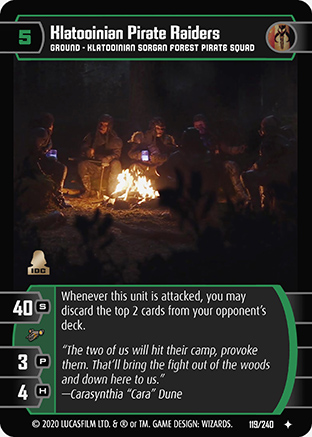 5
Klatooinian Pirate Raiders
GROUND - KLATOOINIAN SORGAN FOREST PIRATE SQUAD
IDC
40 S
Whenever this unit is attacked, you may
discard the top 2 cards from your opponent's
deck.
3 P
"The two of us will hit their camp, provoke
them. That'll bring the fight out of the woods
and down here to us."
4 H
—Carasynthia "Cara" Dune
© 2020 LUCASFILM LTD. & ® or TM. GAME DESIGN: WIZARDS.
119/240